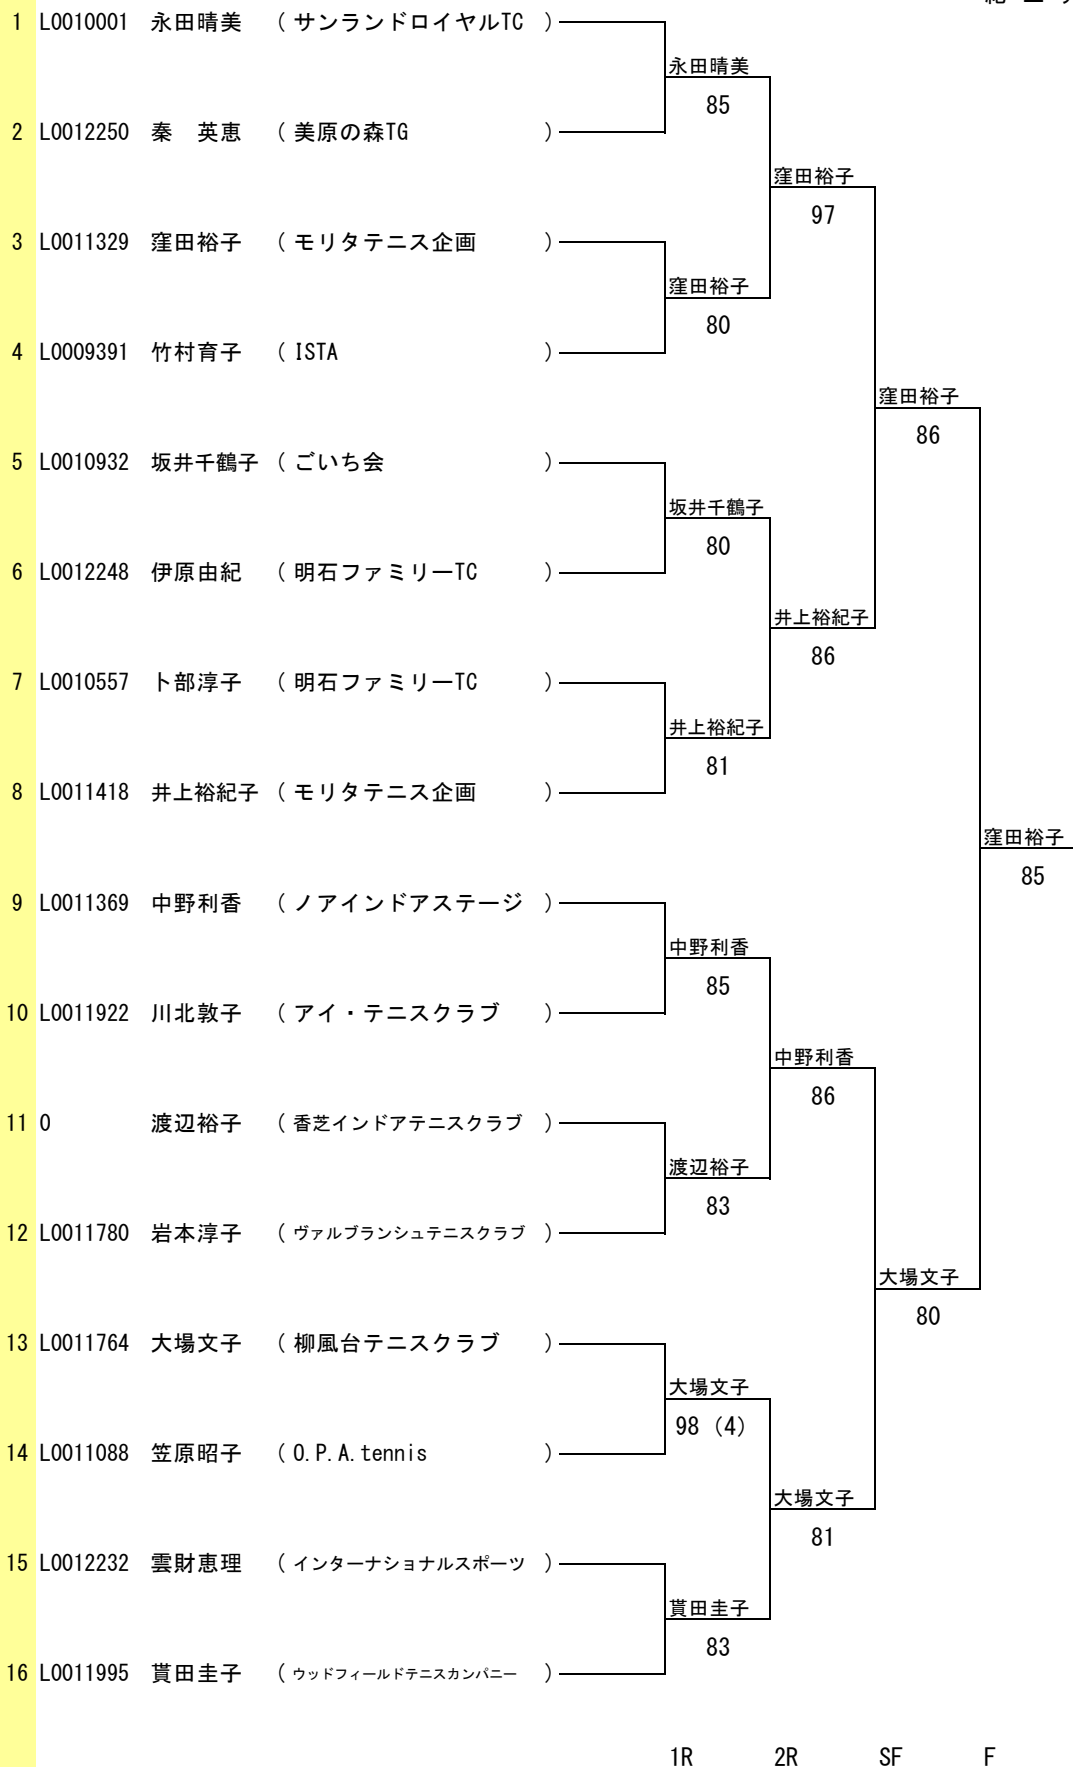 1 L0010001 永田晴美 ( サンランドロイヤルTC )
永田晴美
85
2 L0012250 秦 英恵 ( 美原の森TG )
窪田裕子
97
3 L0011329 窪田裕子 ( モリタテニス企画 )
窪田裕子
80
4 L0009391 竹村育子 ( ISTA )
窪田裕子
86
5 L0010932 坂井千鶴子 ( ごいち会 )
坂井千鶴子
80
6 L0012248 伊原由紀 ( 明石ファミリーTC )
井上裕紀子
86
7 L0010557 卜部淳子 ( 明石ファミリーTC )
井上裕紀子
81
8 L0011418 井上裕紀子 ( モリタテニス企画 )
窪田裕子
85
9 L0011369 中野利香 ( ノアインドアステージ )
中野利香
85
10 L0011922 川北敦子 ( アイ・テニスクラブ )
中野利香
86
11 0 渡辺裕子 ( 香芝インドアテニスクラブ )
渡辺裕子
83
12 L0011780 岩本淳子 ( ヴァルブランシュテニスクラブ )
大場文子
80
13 L0011764 大場文子 ( 柳風台テニスクラブ )
大場文子
98 (4)
14 L0011088 笠原昭子 ( O.P.A.tennis )
大場文子
81
15 L0012232 雲財恵理 ( インターナショナルスポーツ )
貰田圭子
83
16 L0011995 貰田圭子 ( ウッドフィールドテニスカンパニー )
1R 2R SF F